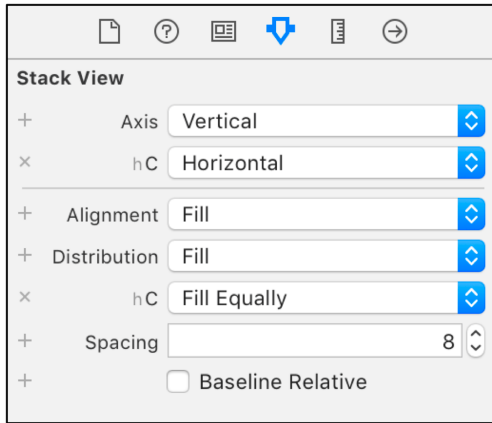 Stack View
+ Axis Vertical
× hC Horizontal
+ Alignment Fill
+ Distribution Fill
× hC Fill Equally
+ Spacing 8
+ Baseline Relative